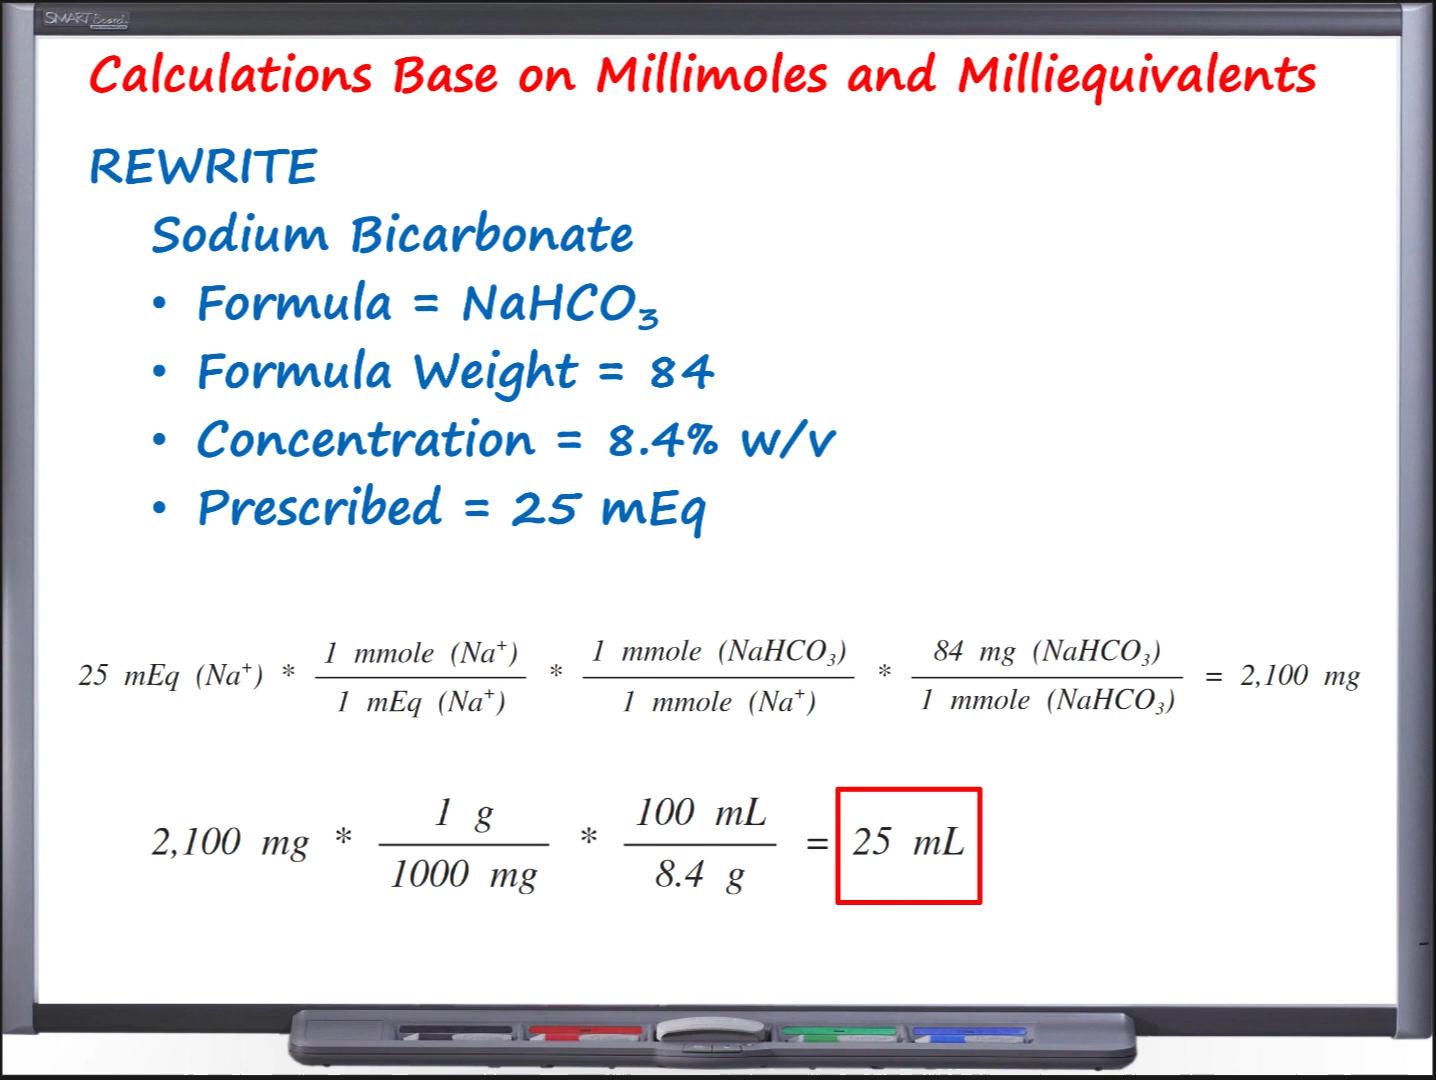 SMART Board
Calculations Base on Millimoles and Milliequivalents
REWRITE
Sodium Bicarbonate
• Formula = NaHCO₃
• Formula Weight = 84
• Concentration = 8.4% w/v
• Prescribed = 25 mEq
25 mEq (Na⁺) * 1 mmole (Na⁺) / 1 mEq (Na⁺) * 1 mmole (NaHCO₃) / 1 mmole (Na⁺) * 84 mg (NaHCO₃) / 1 mmole (NaHCO₃) = 2,100 mg
2,100 mg * 1 g / 1000 mg * 100 mL / 8.4 g = 25 mL